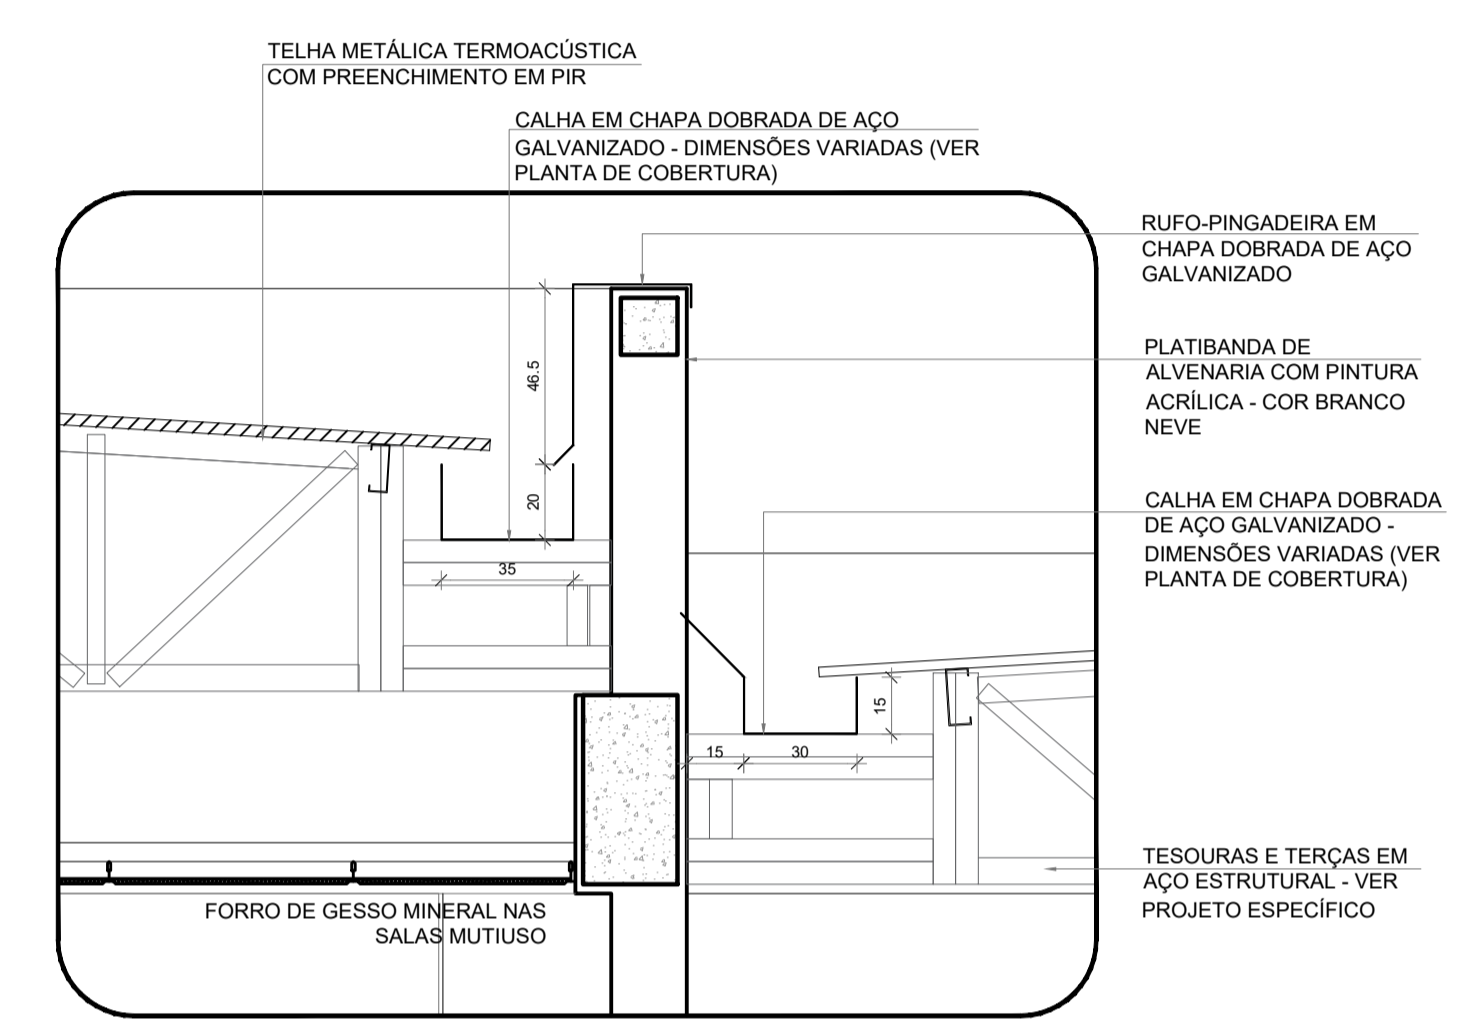 TELHA METÁLICA TERMOACÚSTICA
COM PREENCHIMENTO EM PIR
CALHA EM CHAPA DOBRADA DE AÇO
GALVANIZADO - DIMENSÕES VARIADAS (VER
PLANTA DE COBERTURA)
RUFO-PINGADEIRA EM
CHAPA DOBRADA DE AÇO
GALVANIZADO
PLATIBANDA DE
ALVENARIA COM PINTURA
ACRÍLICA - COR BRANCO
NEVE
46.5
20
35
CALHA EM CHAPA DOBRADA
DE AÇO GALVANIZADO -
DIMENSÕES VARIADAS (VER
PLANTA DE COBERTURA)
15
15
30
TESOURAS E TERÇAS EM
AÇO ESTRUTURAL - VER
PROJETO ESPECÍFICO
FORRO DE GESSO MINERAL NAS
SALAS MUTIUSO